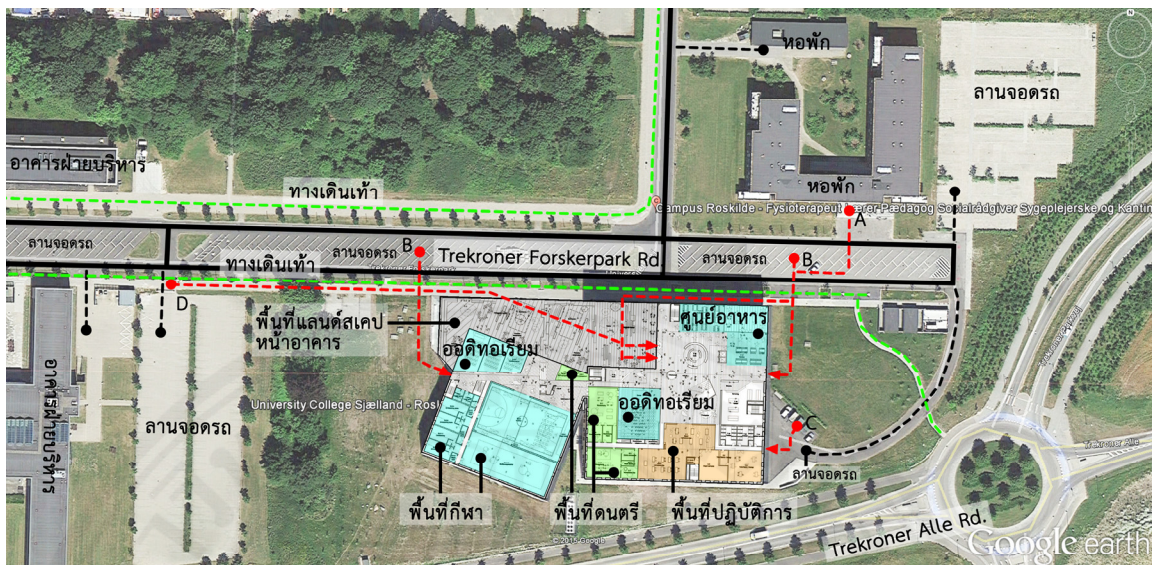 หอพัก
ลานจอดรถ
อาคารฝ่ายบริหาร
ทางเดินเท้า
หอพัก
Campus Roskilde - Fysioterapeut Lærer Pædagog Socialrådgiver Sygeplejerske og Kantin
A
ลานจอดรถ
ลานจอดรถ
B
Trekroner Forskerpark Rd.
B
ลานจอดรถ
ทางเดินเท้า
D
พื้นที่แลนด์สเคป
หน้าอาคาร
ศูนย์อาหาร
ออดิทอเรียม
อาคารฝ่ายบริหาร
ลานจอดรถ
University College Sjælland - Ros
ออดิทอเรียม
C
ลานจอดรถ
Trekroner Alle
พื้นที่กีฬา
พื้นที่ดนตรี
พื้นที่ปฏิบัติการ
Trekroner Alle Rd.
© 2015 Google
Google earth
N